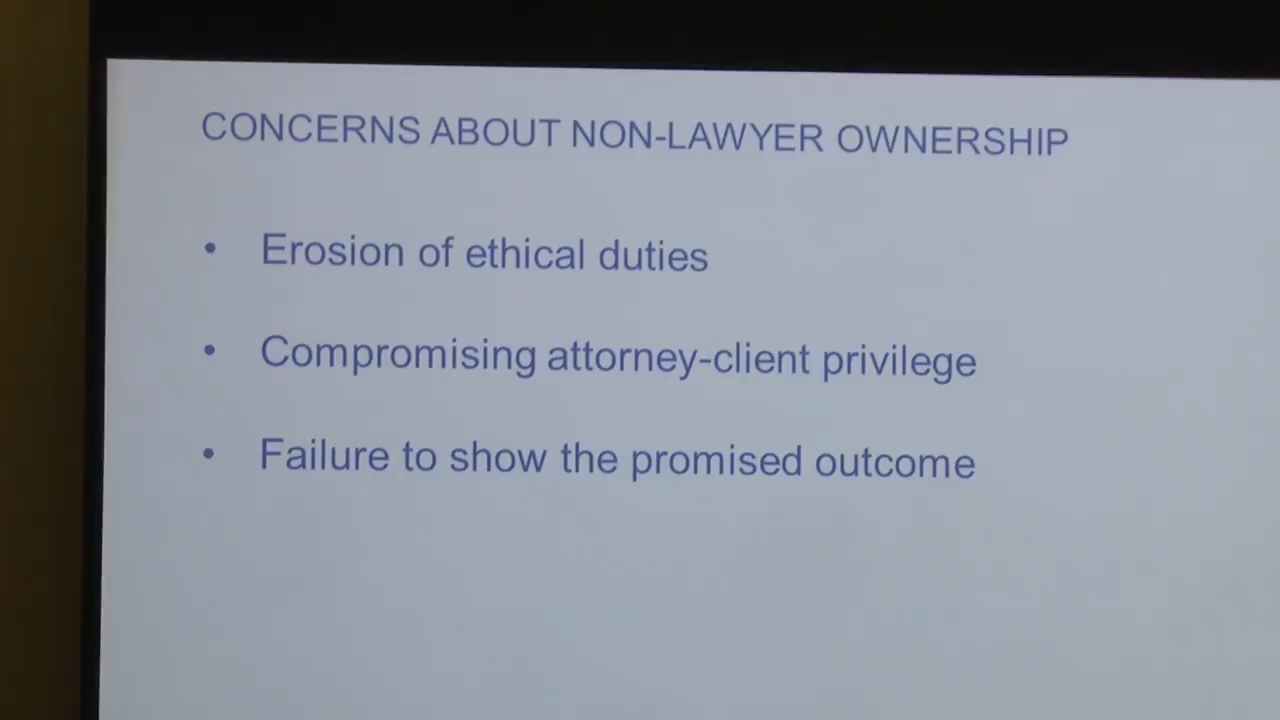 CONCERNS ABOUT NON-LAWYER OWNERSHIP
• Erosion of ethical duties
• Compromising attorney-client privilege
• Failure to show the promised outcome